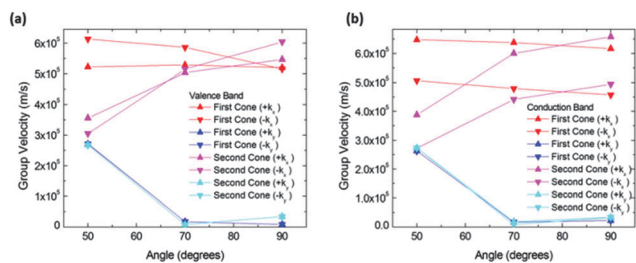 (a)
Group Velocity (m/s)
6x10⁵
5x10⁵
4x10⁵
3x10⁵
2x10⁵
1x10⁵
0
50 60 70 80 90
Angle (degrees)
Valence Band
First Cone (+kₓ)
First Cone (-kₓ)
First Cone (+kᵧ)
First Cone (-kᵧ)
Second Cone (+kₓ)
Second Cone (-kₓ)
Second Cone (+kᵧ)
Second Cone (-kᵧ)
(b)
Group Velocity (m/s)
6.0x10⁵
5.0x10⁵
4.0x10⁵
3.0x10⁵
2.0x10⁵
1.0x10⁵
0.0
50 60 70 80 90
Angle (degrees)
Conduction Band
First Cone (+kₓ)
First Cone (-kₓ)
First Cone (+kᵧ)
First Cone (-kᵧ)
Second Cone (+kₓ)
Second Cone (-kₓ)
Second Cone (+kᵧ)
Second Cone (-kᵧ)